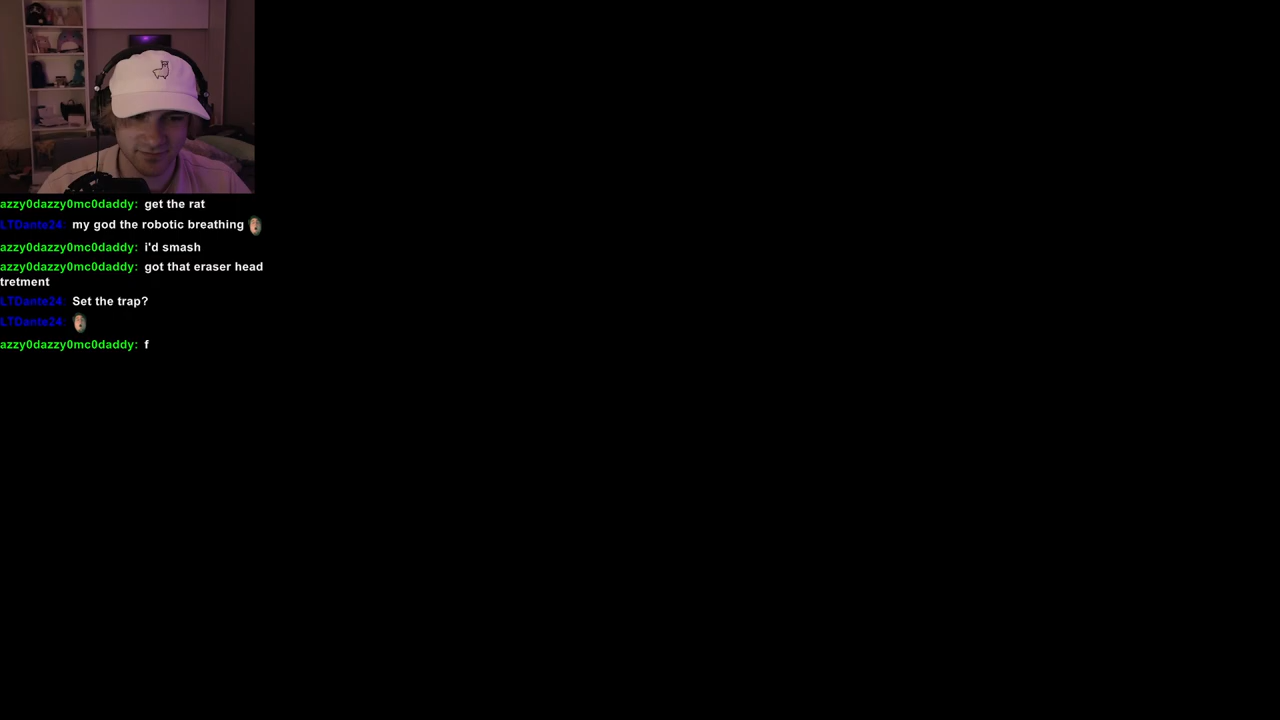 azzy0dazzy0mc0daddy: get the rat
LTDante24: my god the robotic breathing
azzy0dazzy0mc0daddy: i'd smash
azzy0dazzy0mc0daddy: got that eraser head
tretment
LTDante24: Set the trap?
LTDante24:
azzy0dazzy0mc0daddy: f